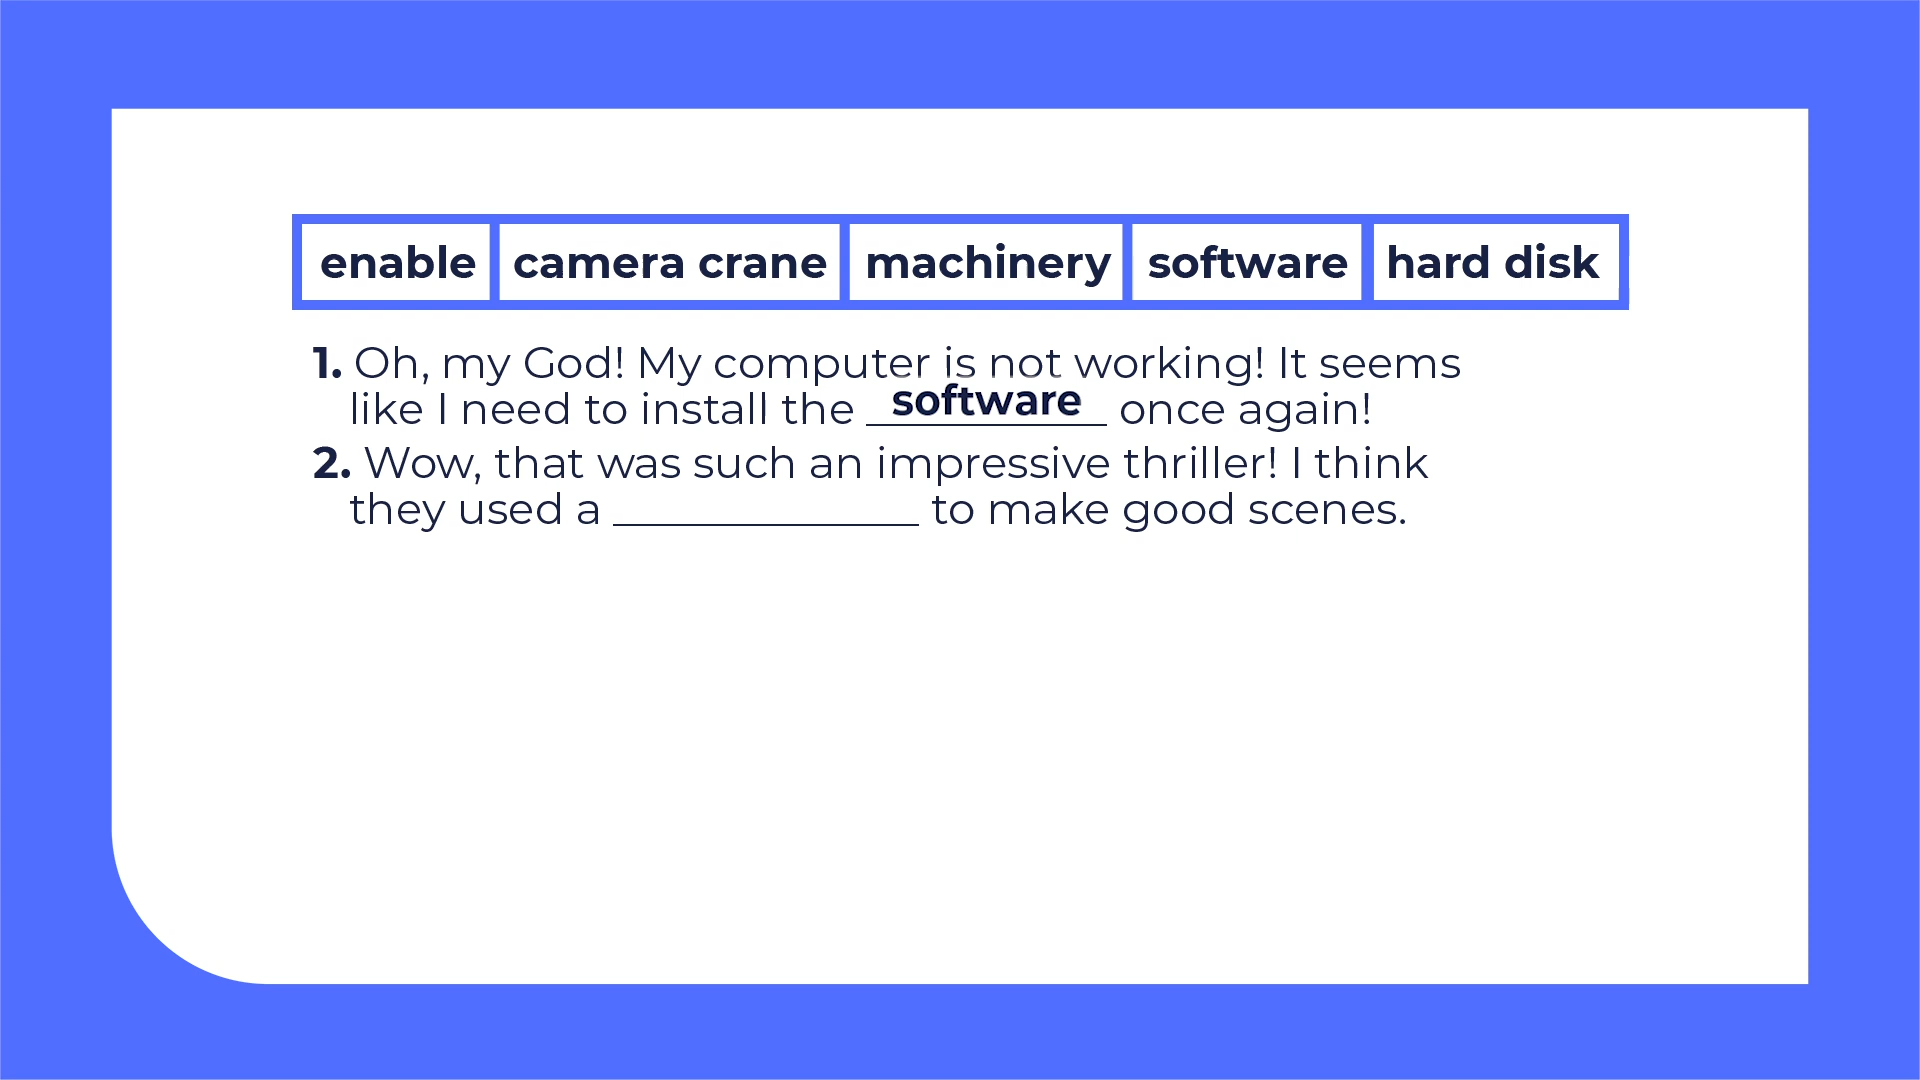 enable camera crane machinery software hard disk
1. Oh, my God! My computer is not working! It seems
like I need to install the software once again!
2. Wow, that was such an impressive thriller! I think
they used a ______________ to make good scenes.